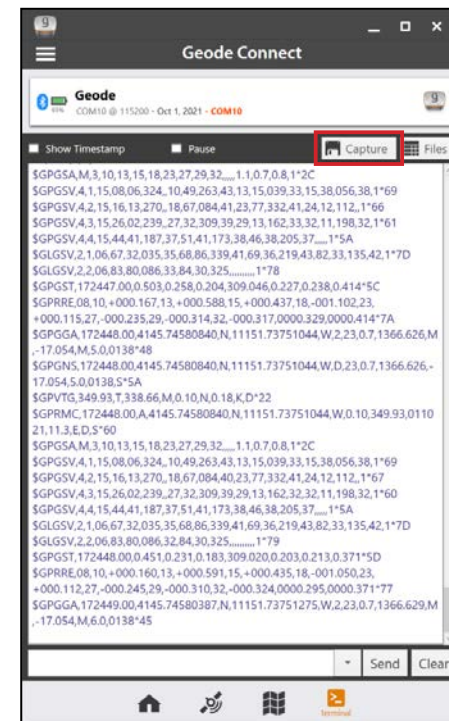 Geode Connect
Geode
COM10 @ 115200 - Oct 1, 2021 - COM10
Show Timestamp Pause Capture Files
$GPGSA,M,3,10,13,15,18,23,27,29,32,,,,,1.1,0.7,0.8,1*2C
$GPGSV,4,1,15,08,06,324,,10,49,263,43,13,15,039,33,15,38,056,38,1*69
$GPGSV,4,2,15,16,13,270,,18,67,084,41,23,77,332,41,24,12,112,,1*66
$GPGSV,4,3,15,26,02,239,,27,32,309,39,29,13,162,33,32,11,198,32,1*61
$GPGSV,4,4,15,44,41,187,37,51,41,173,38,46,38,205,37,,,,,1*5A
$GLGSV,2,1,06,67,32,035,35,68,86,339,41,69,36,219,43,82,33,135,42,1*7D
$GLGSV,2,2,06,83,80,086,33,84,30,325,,,,,,,,,,1*78
$GPGST,172447.00,0.503,0.258,0.204,309.046,0.227,0.238,0.414*5C
$GPRRE,08,10,+000.167,13,+000.588,15,+000.437,18,-001.102,23,
+000.115,27,-000.235,29,-000.314,32,-000.317,0000.329,0000.414*7A
$GPGGA,172448.00,4145.74580840,N,11151.73751044,W,2,23,0.7,1366.626,M
,-17.054,M,5.0,0138*48
$GPGNS,172448.00,4145.74580840,N,11151.73751044,W,D,23,0.7,1366.626,-
17.054,5.0,0138,S*5A
$GPVTG,349.93,T,338.66,M,0.10,N,0.18,K,D*22
$GPRMC,172448.00,A,4145.74580840,N,11151.73751044,W,0.10,349.93,0110
21,11.3,E,D,S*60
$GPGSA,M,3,10,13,15,18,23,27,29,32,,,,,1.1,0.7,0.8,1*2C
$GPGSV,4,1,15,08,06,324,,10,49,263,43,13,15,039,33,15,38,056,38,1*69
$GPGSV,4,2,15,16,13,270,,18,67,084,40,23,77,332,41,24,12,112,,1*67
$GPGSV,4,3,15,26,02,239,,27,32,309,39,29,13,162,32,32,11,198,32,1*60
$GPGSV,4,4,15,44,41,187,37,51,41,173,38,46,38,205,37,,,,,1*5A
$GLGSV,2,1,06,67,32,035,35,68,86,339,41,69,36,219,43,82,33,135,42,1*7D
$GLGSV,2,2,06,83,80,086,32,84,30,325,,,,,,,,,,1*79
$GPGST,172448.00,0.451,0.231,0.183,309.020,0.203,0.213,0.371*5D
$GPRRE,08,10,+000.160,13,+000.591,15,+000.435,18,-001.050,23,
+000.112,27,-000.245,29,-000.310,32,-000.324,0000.295,0000.371*77
$GPGGA,172449.00,4145.74580387,N,11151.73751275,W,2,23,0.7,1366.629,M
,-17.054,M,6.0,0138*45
Send Clear
terminal